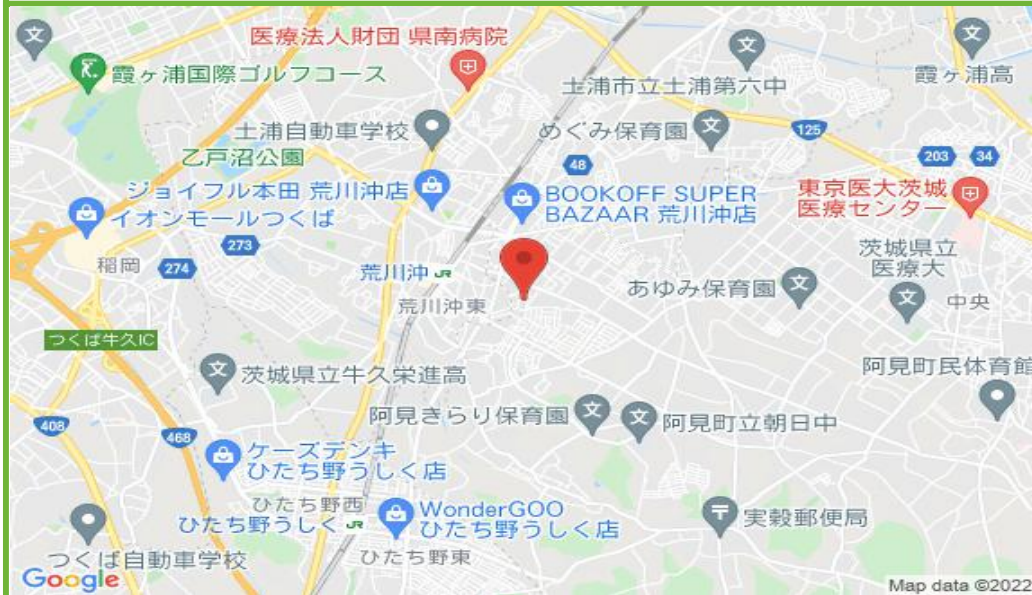 文
医療法人財団 県南病院
文
文
霞ヶ浦国際ゴルフコース
土浦市立土浦第六中
霞ヶ浦高
土浦自動車学校
めぐみ保育園
文
125
乙戸沼公園
48
203
34
ジョイフル本田 荒川沖店
BOOKOFF SUPER
BAZAAR 荒川沖店
東京医大茨城
医療センター
イオンモールつくば
273
稲岡
274
荒川沖 JR
茨城県立
医療大
あゆみ保育園
文
文
中央
荒川沖東
つくば牛久IC
文
茨城県立牛久栄進高
阿見町民体育館
阿見きらり保育園
文
文
阿見町立朝日中
408
468
ケーズデンキ
ひたち野うしく店
ひたち野西
ひたち野うしく JR
WonderGOO
ひたち野うしく店
〒
実穀郵便局
つくば自動車学校
ひたち野東
Google
Map data ©2022